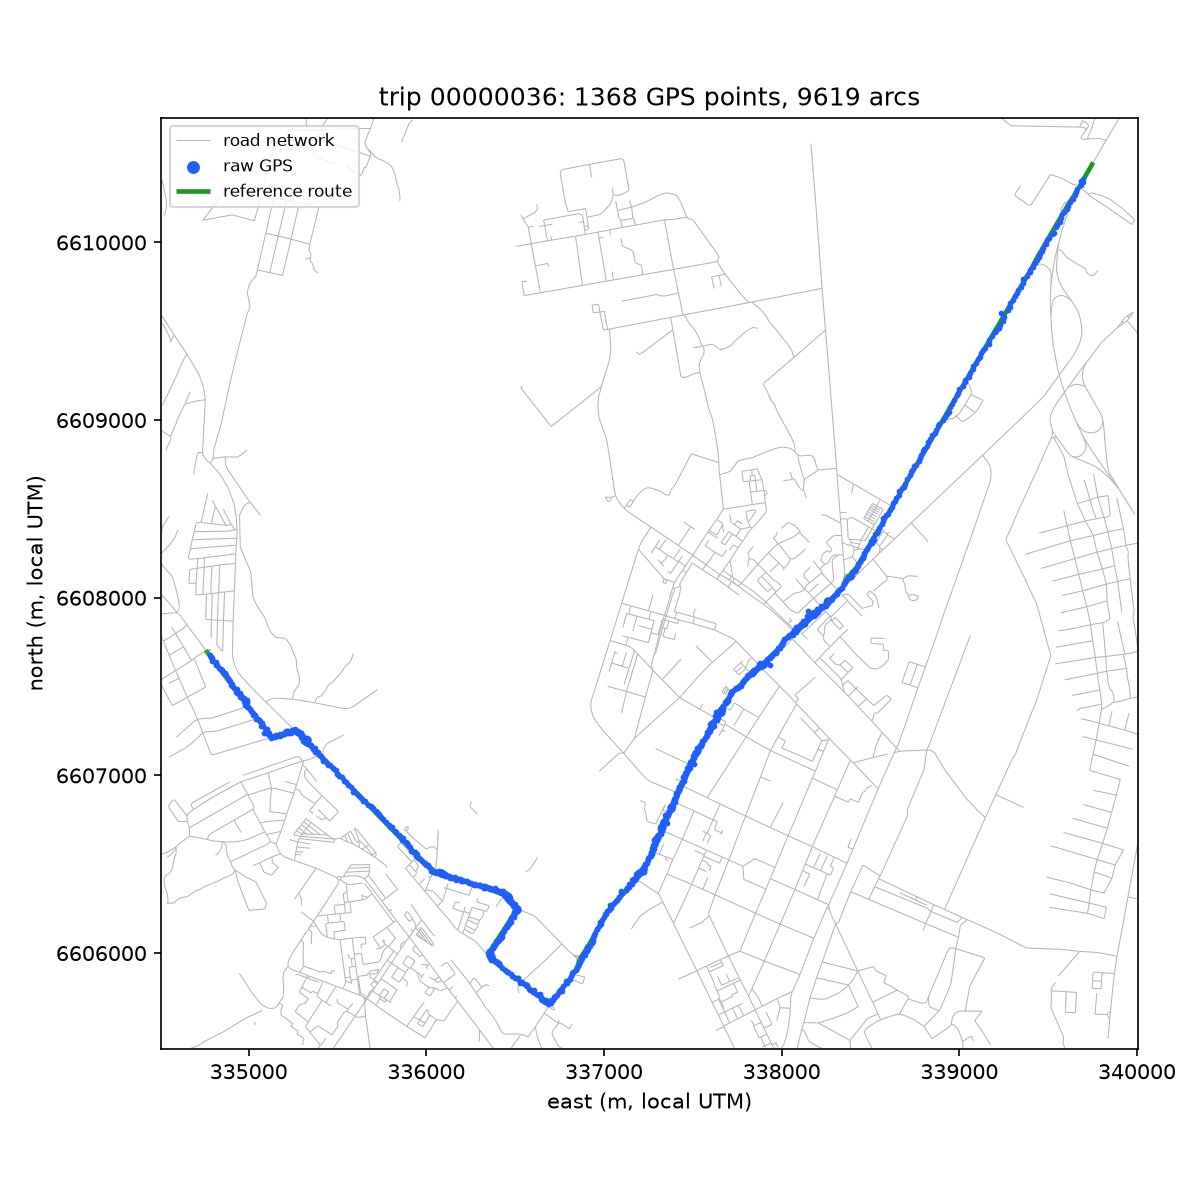 trip 00000036: 1368 GPS points, 9619 arcs
road network
raw GPS
reference route
6610000
6609000
6608000
6607000
6606000
north (m, local UTM)
335000
336000
337000
338000
339000
340000
east (m, local UTM)